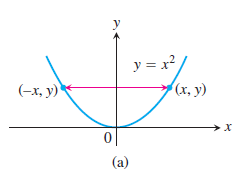 y
y = x²
(−x, y) (x, y)
x
0
(a)